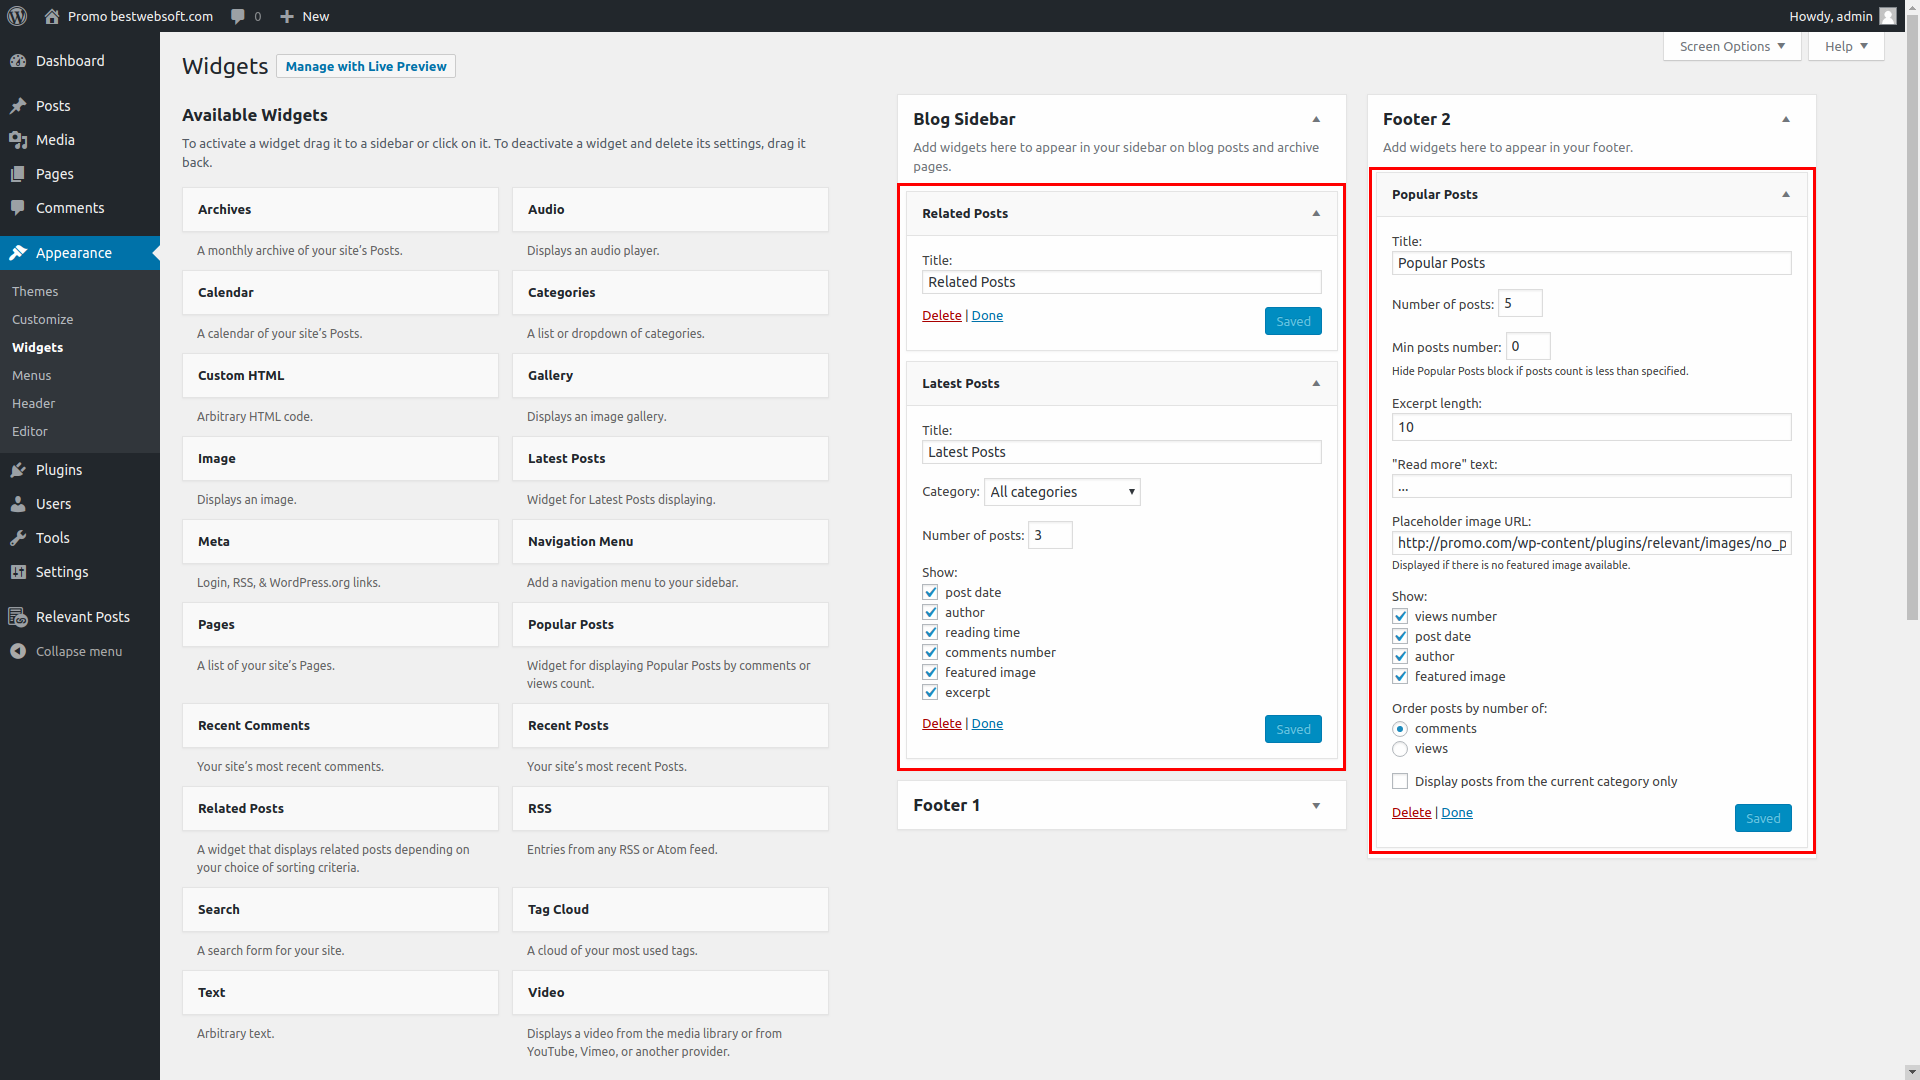 Promo bestwebsoft.com
0
New
Howdy, admin
Dashboard
Posts
Media
Pages
Comments
Appearance
Themes
Customize
Widgets
Menus
Header
Editor
Plugins
Users
Tools
Settings
Relevant Posts
Collapse menu
Screen Options
Help
Widgets
Manage with Live Preview
Available Widgets
To activate a widget drag it to a sidebar or click on it. To deactivate a widget and delete its settings, drag it
back.
Archives
A monthly archive of your site's Posts.
Audio
Displays an audio player.
Calendar
A calendar of your site's Posts.
Categories
A list or dropdown of categories.
Custom HTML
Arbitrary HTML code.
Gallery
Displays an image gallery.
Image
Displays an image.
Latest Posts
Widget for Latest Posts displaying.
Meta
Login, RSS, & WordPress.org links.
Navigation Menu
Add a navigation menu to your sidebar.
Pages
A list of your site's Pages.
Popular Posts
Widget for displaying Popular Posts by comments or
views count.
Recent Comments
Your site's most recent comments.
Recent Posts
Your site's most recent Posts.
Related Posts
A widget that displays related posts depending on
your choice of sorting criteria.
RSS
Entries from any RSS or Atom feed.
Search
A search form for your site.
Tag Cloud
A cloud of your most used tags.
Text
Arbitrary text.
Video
Displays a video from the media library or from
YouTube, Vimeo, or another provider.
Blog Sidebar
Add widgets here to appear in your sidebar on blog posts and archive
pages.
Related Posts
Title:
Related Posts
Delete | Done
Saved
Latest Posts
Title:
Latest Posts
Category: All categories
Number of posts: 3
Show:
post date
author
reading time
comments number
featured image
excerpt
Delete | Done
Saved
Footer 1
Footer 2
Add widgets here to appear in your footer.
Popular Posts
Title:
Popular Posts
Number of posts: 5
Min posts number: 0
Hide Popular Posts block if posts count is less than specified.
Excerpt length:
10
"Read more" text:
...
Placeholder image URL:
http://promo.com/wp-content/plugins/relevant/images/no_p
Displayed if there is no featured image available.
Show:
views number
post date
author
featured image
Order posts by number of:
comments
views
Display posts from the current category only
Delete | Done
Saved